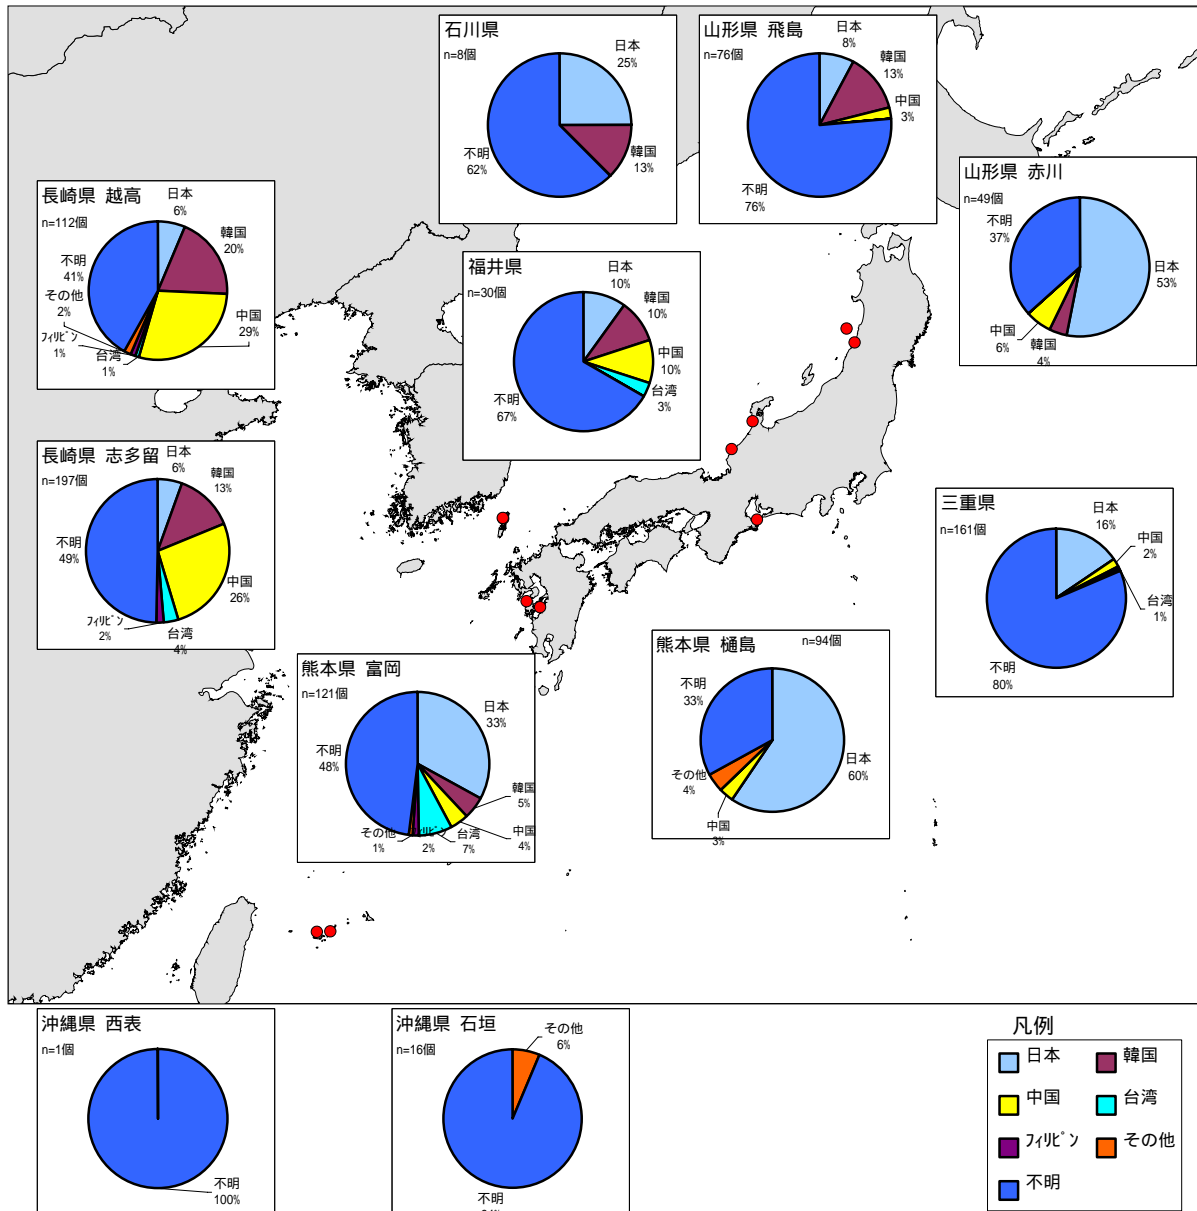 石川県
n=8個
日本
25%
韓国
13%
不明
62%
山形県 飛島
n=76個
日本
8%
韓国
13%
中国
3%
不明
76%
山形県 赤川
n=49個
不明
37%
日本
53%
中国
6%
韓国
4%
長崎県 越高
n=112個
日本
6%
韓国
20%
不明
41%
その他
2%
フィリピン
1%
台湾
1%
中国
29%
福井県
n=30個
日本
10%
韓国
10%
中国
10%
台湾
3%
不明
67%
長崎県 志多留
n=197個
日本
6%
韓国
13%
不明
49%
中国
26%
フィリピン
2%
台湾
4%
三重県
n=161個
日本
16%
中国
2%
台湾
1%
不明
80%
熊本県 富岡
n=121個
日本
33%
不明
48%
韓国
5%
その他
1%
2%
台湾
7%
中国
4%
熊本県 樋島
n=94個
不明
33%
日本
60%
その他
4%
中国
3%
沖縄県 西表
n=1個
不明
100%
沖縄県 石垣
n=16個
その他
6%
不明
凡例
日本
韓国
中国
台湾
フィリピン
その他
不明